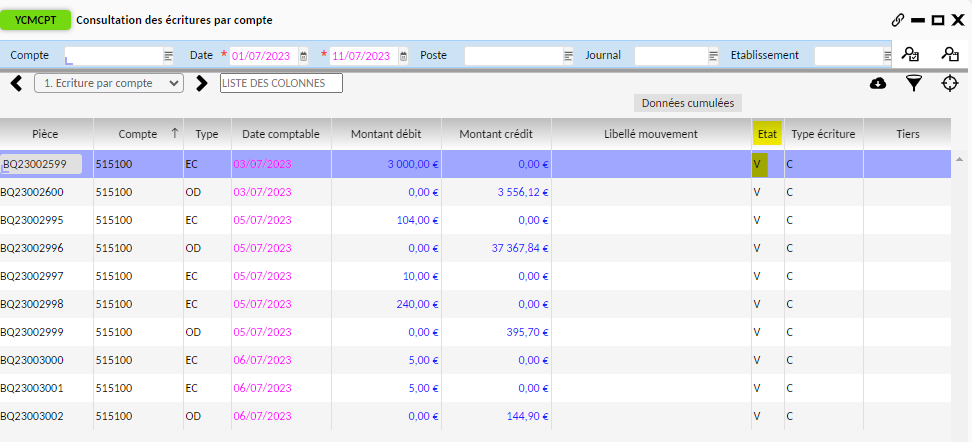 YCMCPT Consultation des écritures par compte
Compte Date * 01/07/2023 * 11/07/2023 Poste Journal Etablissement
1. Ecriture par compte LISTE DES COLONNES
Données cumulées
Pièce Compte ↑ Type Date comptable Montant débit Montant crédit Libellé mouvement Etat Type écriture Tiers
BQ23002599 515100 EC 03/07/2023 3 000,00 € 0,00 € V C
BQ23002600 515100 OD 03/07/2023 0,00 € 3 556,12 € V C
BQ23002995 515100 EC 05/07/2023 104,00 € 0,00 € V C
BQ23002996 515100 OD 05/07/2023 0,00 € 37 367,84 € V C
BQ23002997 515100 EC 05/07/2023 10,00 € 0,00 € V C
BQ23002998 515100 EC 05/07/2023 240,00 € 0,00 € V C
BQ23002999 515100 OD 05/07/2023 0,00 € 395,70 € V C
BQ23003000 515100 EC 06/07/2023 5,00 € 0,00 € V C
BQ23003001 515100 EC 06/07/2023 5,00 € 0,00 € V C
BQ23003002 515100 OD 06/07/2023 0,00 € 144,90 € V C